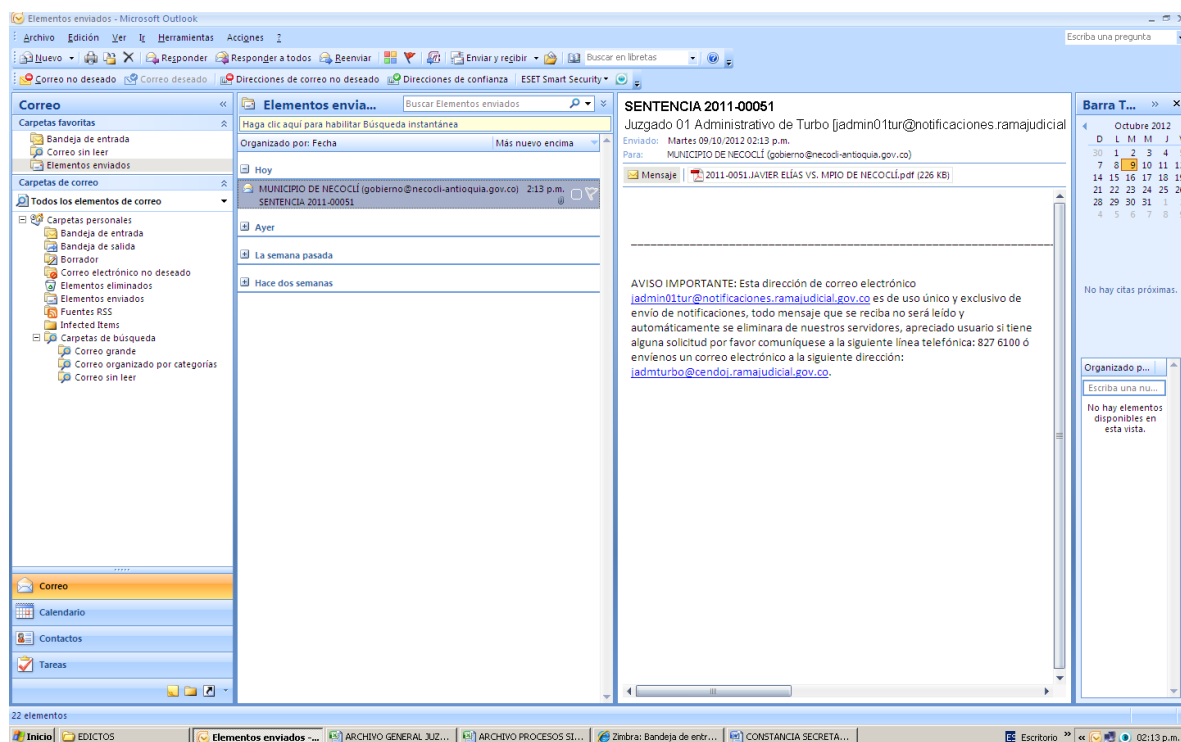 Elementos enviados - Microsoft Outlook
Archivo Edición Ver Ir Herramientas Acciones ?
Escriba una pregunta
Nuevo Responder Responder a todos Reenviar Enviar y recibir Buscar en libretas
Correo no deseado Correo deseado Direcciones de correo no deseado Direcciones de confianza ESET Smart Security
Correo
Carpetas favoritas
Bandeja de entrada
Correo sin leer
Elementos enviados
Carpetas de correo
Todos los elementos de correo
Carpetas personales
Bandeja de entrada
Bandeja de salida
Borrador
Correo electrónico no deseado
Elementos eliminados
Elementos enviados
Fuentes RSS
Infected Items
Carpetas de búsqueda
Correo grande
Correo organizado por categorías
Correo sin leer
Correo
Calendario
Contactos
Tareas
Elementos envia...
Buscar Elementos enviados
Haga clic aquí para habilitar Búsqueda instantánea
Organizado por: Fecha Más nuevo encima
Hoy
MUNICIPIO DE NECOCLÍ (gobierno@necocli-antioquia.gov.co) 2:13 p.m.
SENTENCIA 2011-00051
Ayer
La semana pasada
Hace dos semanas
SENTENCIA 2011-00051
Juzgado 01 Administrativo de Turbo [jadmin01tur@notificaciones.ramajudicial
Enviado: Martes 09/10/2012 02:13 p.m.
Para: MUNICIPIO DE NECOCLÍ (gobierno@necocli-antioquia.gov.co)
Mensaje 2011-0051.JAVIER ELÍAS VS. MPIO DE NECOCLÍ.pdf (226 KB)
AVISO IMPORTANTE: Esta dirección de correo electrónico
jadmin01tur@notificaciones.ramajudicial.gov.co es de uso único y exclusivo de
envío de notificaciones, todo mensaje que se reciba no será leído y
automáticamente se eliminara de nuestros servidores, apreciado usuario si tiene
alguna solicitud por favor comuníquese a la siguiente línea telefónica: 827 6100 ó
envíenos un correo electrónico a la siguiente dirección:
jadmturbo@cendoj.ramajudicial.gov.co.
Barra T...
Octubre 2012
D L M M J V
30 1 2 3 4
7 8 9 10 11
14 15 16 17 18
21 22 23 24 25
28 29 30 31 1
4 5 6 7 8
No hay citas próximas.
Organizado p...
Escriba una nu...
No hay elementos
disponibles en
esta vista.
22 elementos
Inicio EDICTOS Elementos enviados -... ARCHIVO GENERAL JUZ... ARCHIVO PROCESOS SI... Zimbra: Bandeja de entr... CONSTANCIA SECRETA... Escritorio 02:13 p.m.